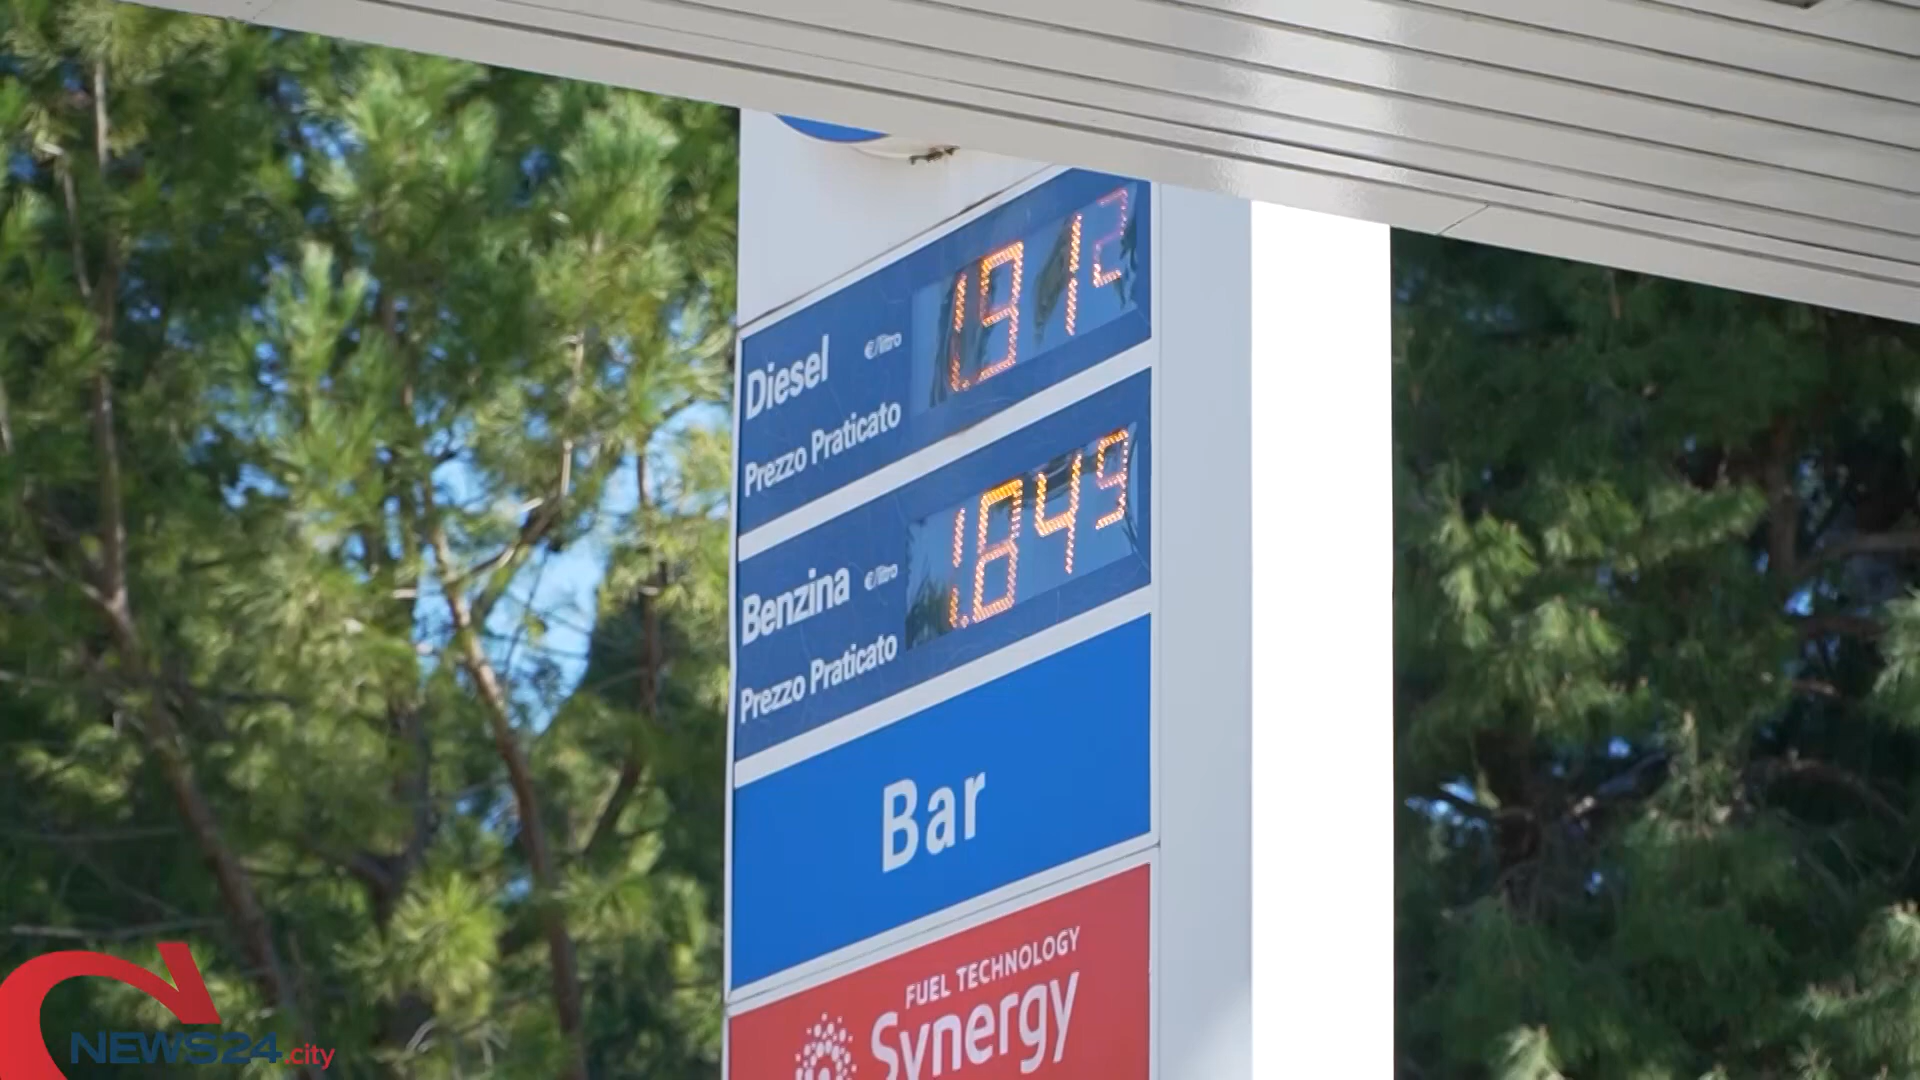 Diesel €/litro 1.912
Prezzo Praticato
Benzina €/litro 1.849
Prezzo Praticato
Bar
FUEL TECHNOLOGY
Synergy
NEWS24.city